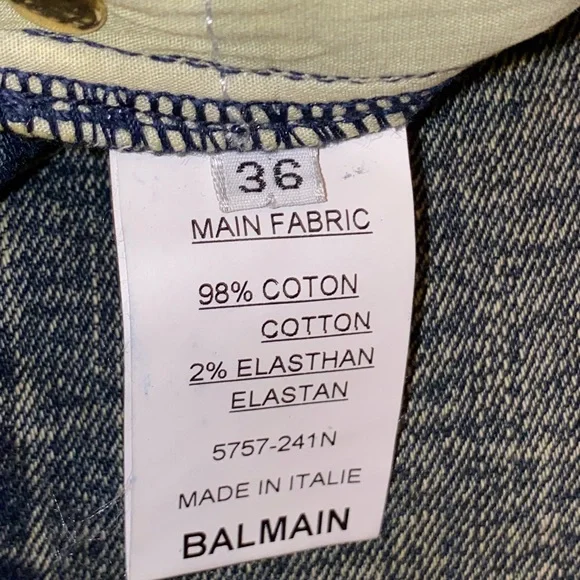 36
MAIN FABRIC
98% COTON
COTTON
2% ELASTHAN
ELASTAN
5757-241N
MADE IN ITALIE
BALMAIN